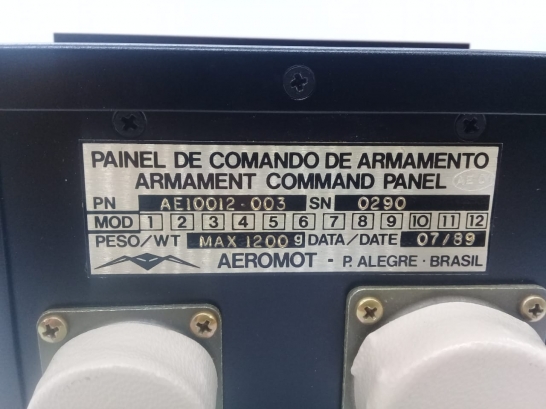 PAINEL DE COMANDO DE ARMAMENTO
ARMAMENT COMMAND PANEL
PN AE10012-003 SN 0290
MOD 1 2 3 4 5 6 7 8 9 10 11 12
PESO/WT MAX 1200 g DATA/DATE 07/89
AEROMOT - P. ALEGRE - BRASIL